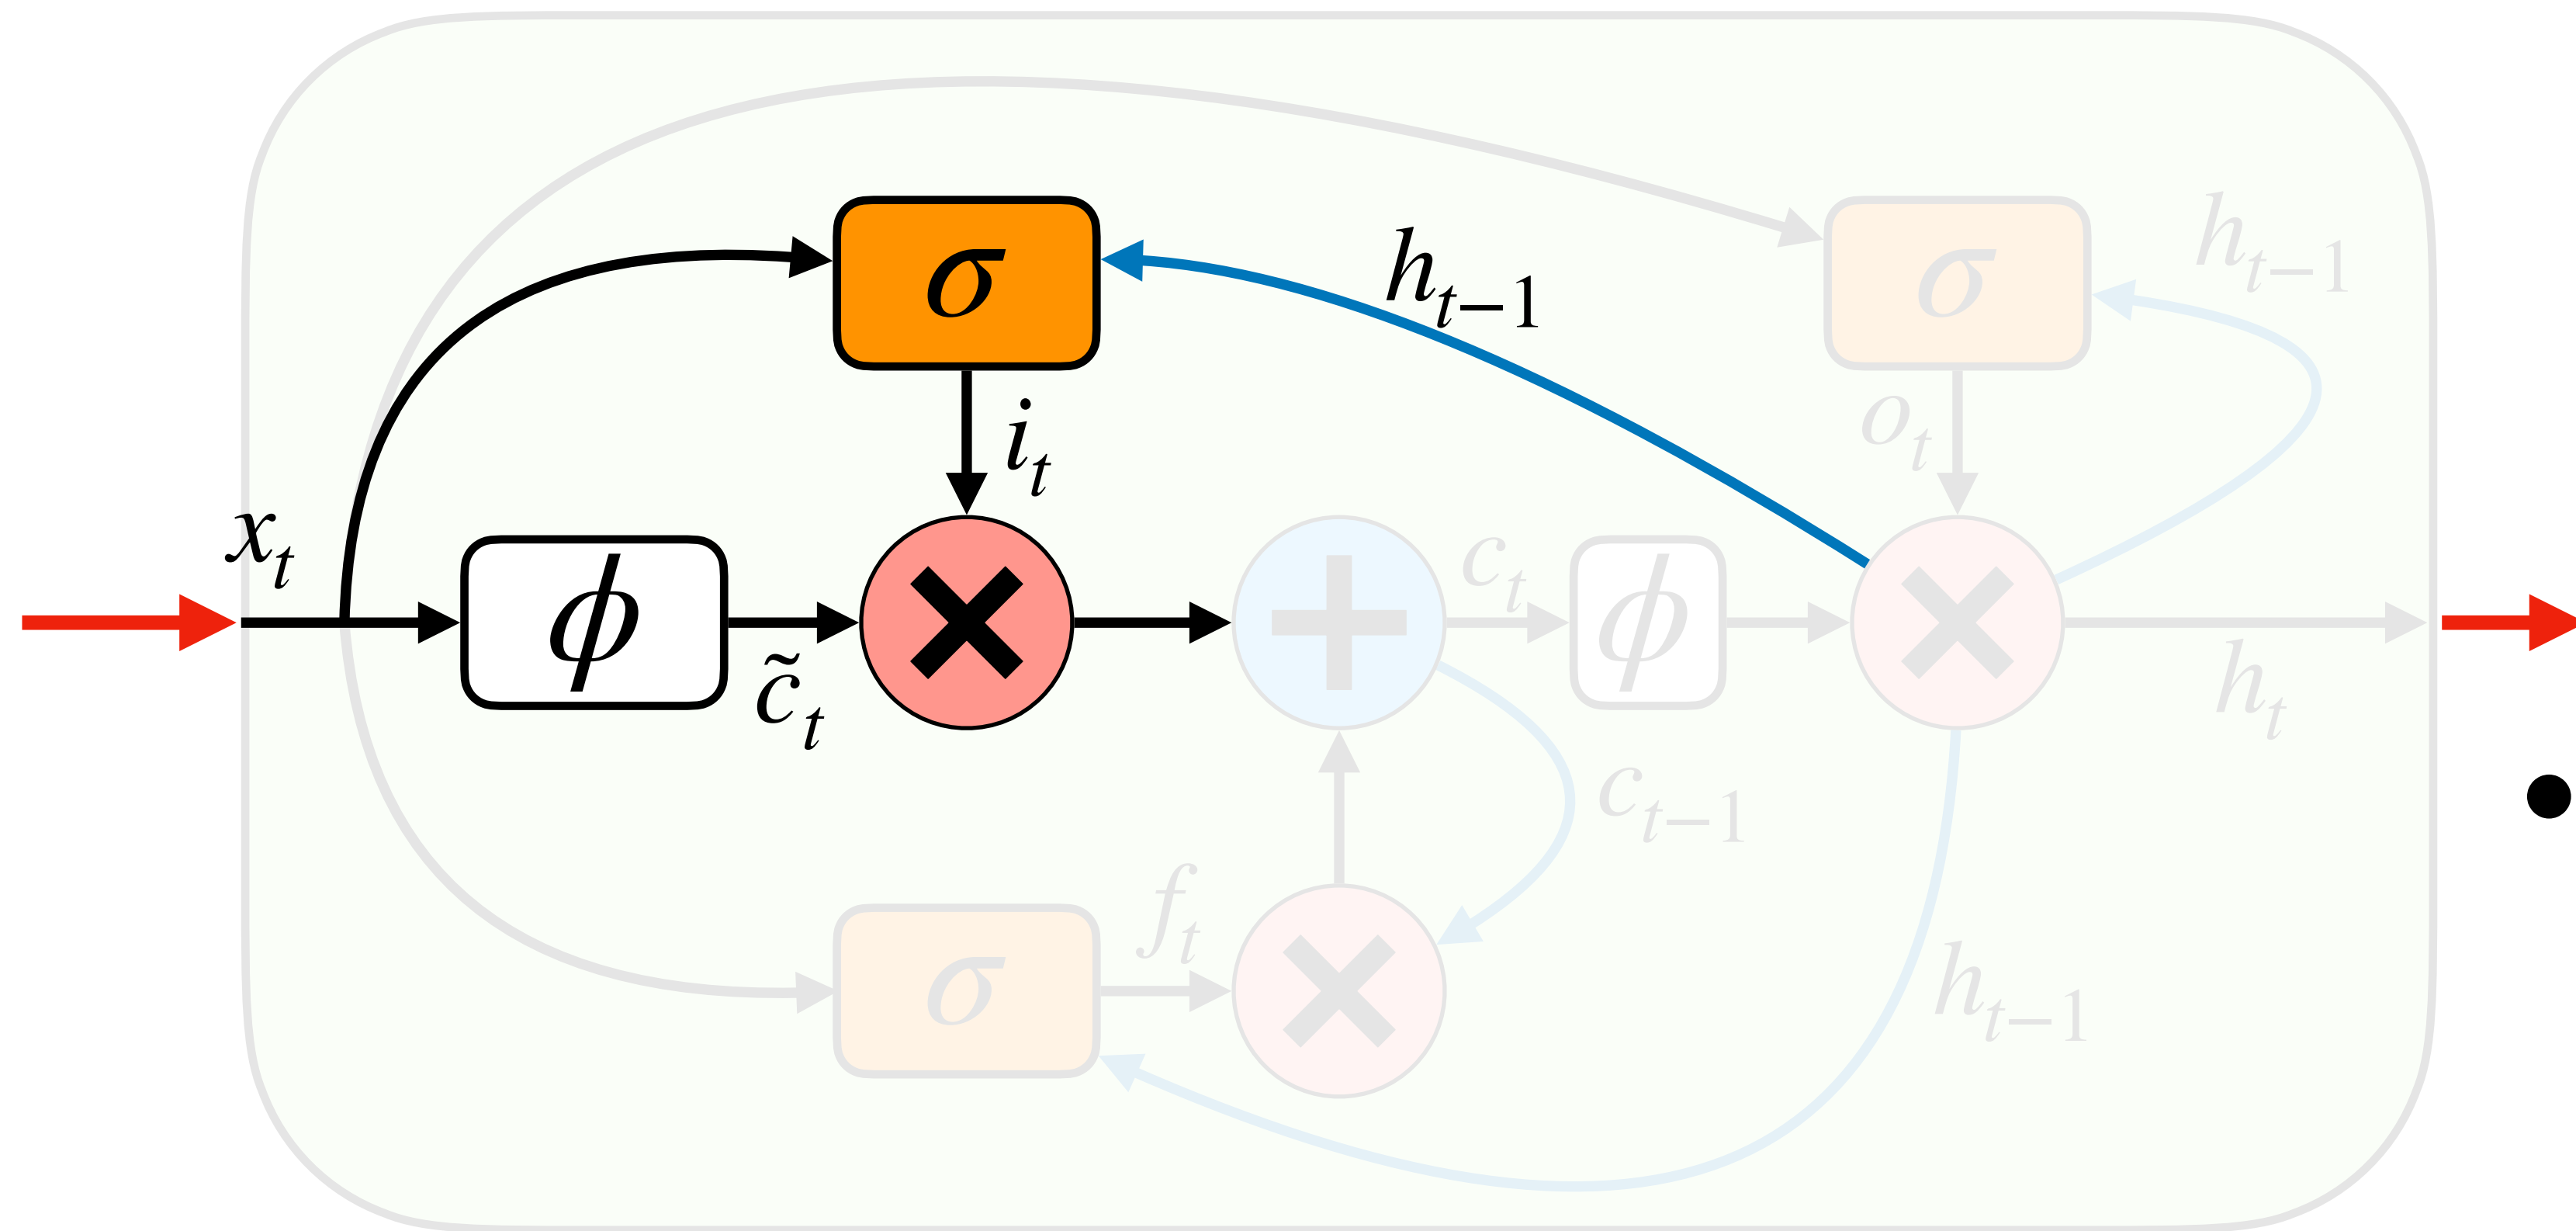 σ
h_{t−1}
σ
h_{t−1}
i_t
o_t
x_t
ϕ
c̃_t
×
+
c_t
ϕ
×
h_t
c_{t−1}
σ
f_t
×
h_{t−1}
•